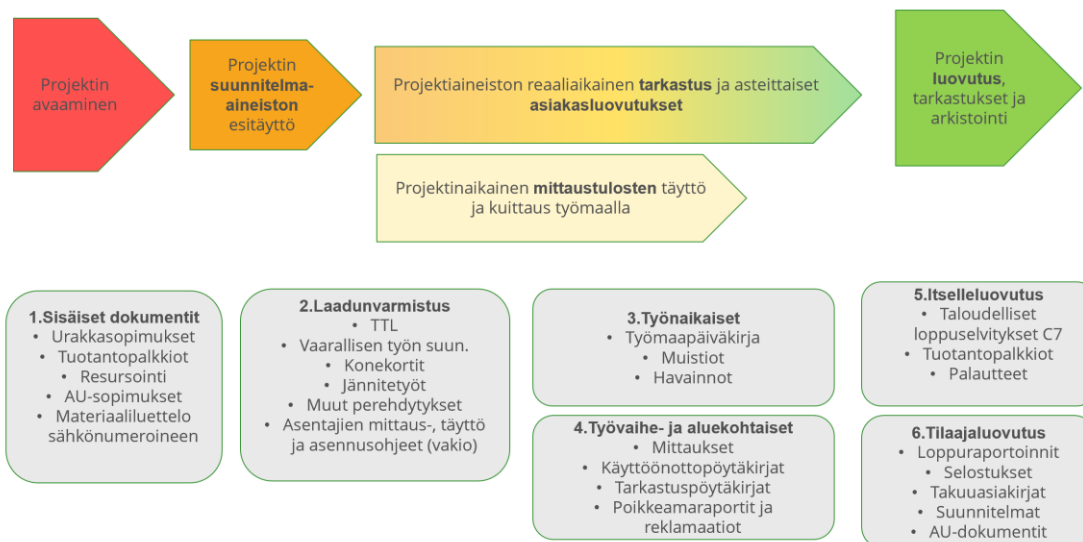 Projektin
avaaminen
Projektin
suunnitelma-
aineiston
esitäyttö
Projektiaineiston reaaliaikainen tarkastus ja asteittaiset
asiakasluovutukset
Projektin
luovutus,
tarkastukset ja
arkistointi
Projektinaikainen mittaustulosten täyttö
ja kuittaus työmaalla
1.Sisäiset dokumentit
• Urakkasopimukset
• Tuotantopalkkiot
• Resursointi
• AU-sopimukset
• Materiaaliluettelo
sähkönumeroineen
2.Laadunvarmistus
• TTL
• Vaarallisen työn suun.
• Konekortit
• Jännitetyöt
• Muut perehdytykset
• Asentajien mittaus-, täyttö
ja asennusohjeet (vakio)
3.Työnaikaiset
• Työmaapäiväkirja
• Muistiot
• Havainnot
4.Työvaihe- ja aluekohtaiset
• Mittaukset
• Käyttöönottopöytäkirjat
• Tarkastuspöytäkirjat
• Poikkeamaraportit ja
reklamaatiot
5.Itselleluovutus
• Taloudelliset
loppuselvitykset C7
• Tuotantopalkkiot
• Palautteet
6.Tilaajaluovutus
• Loppuraportoinnit
• Selostukset
• Takuuasiakirjat
• Suunnitelmat
• AU-dokumentit